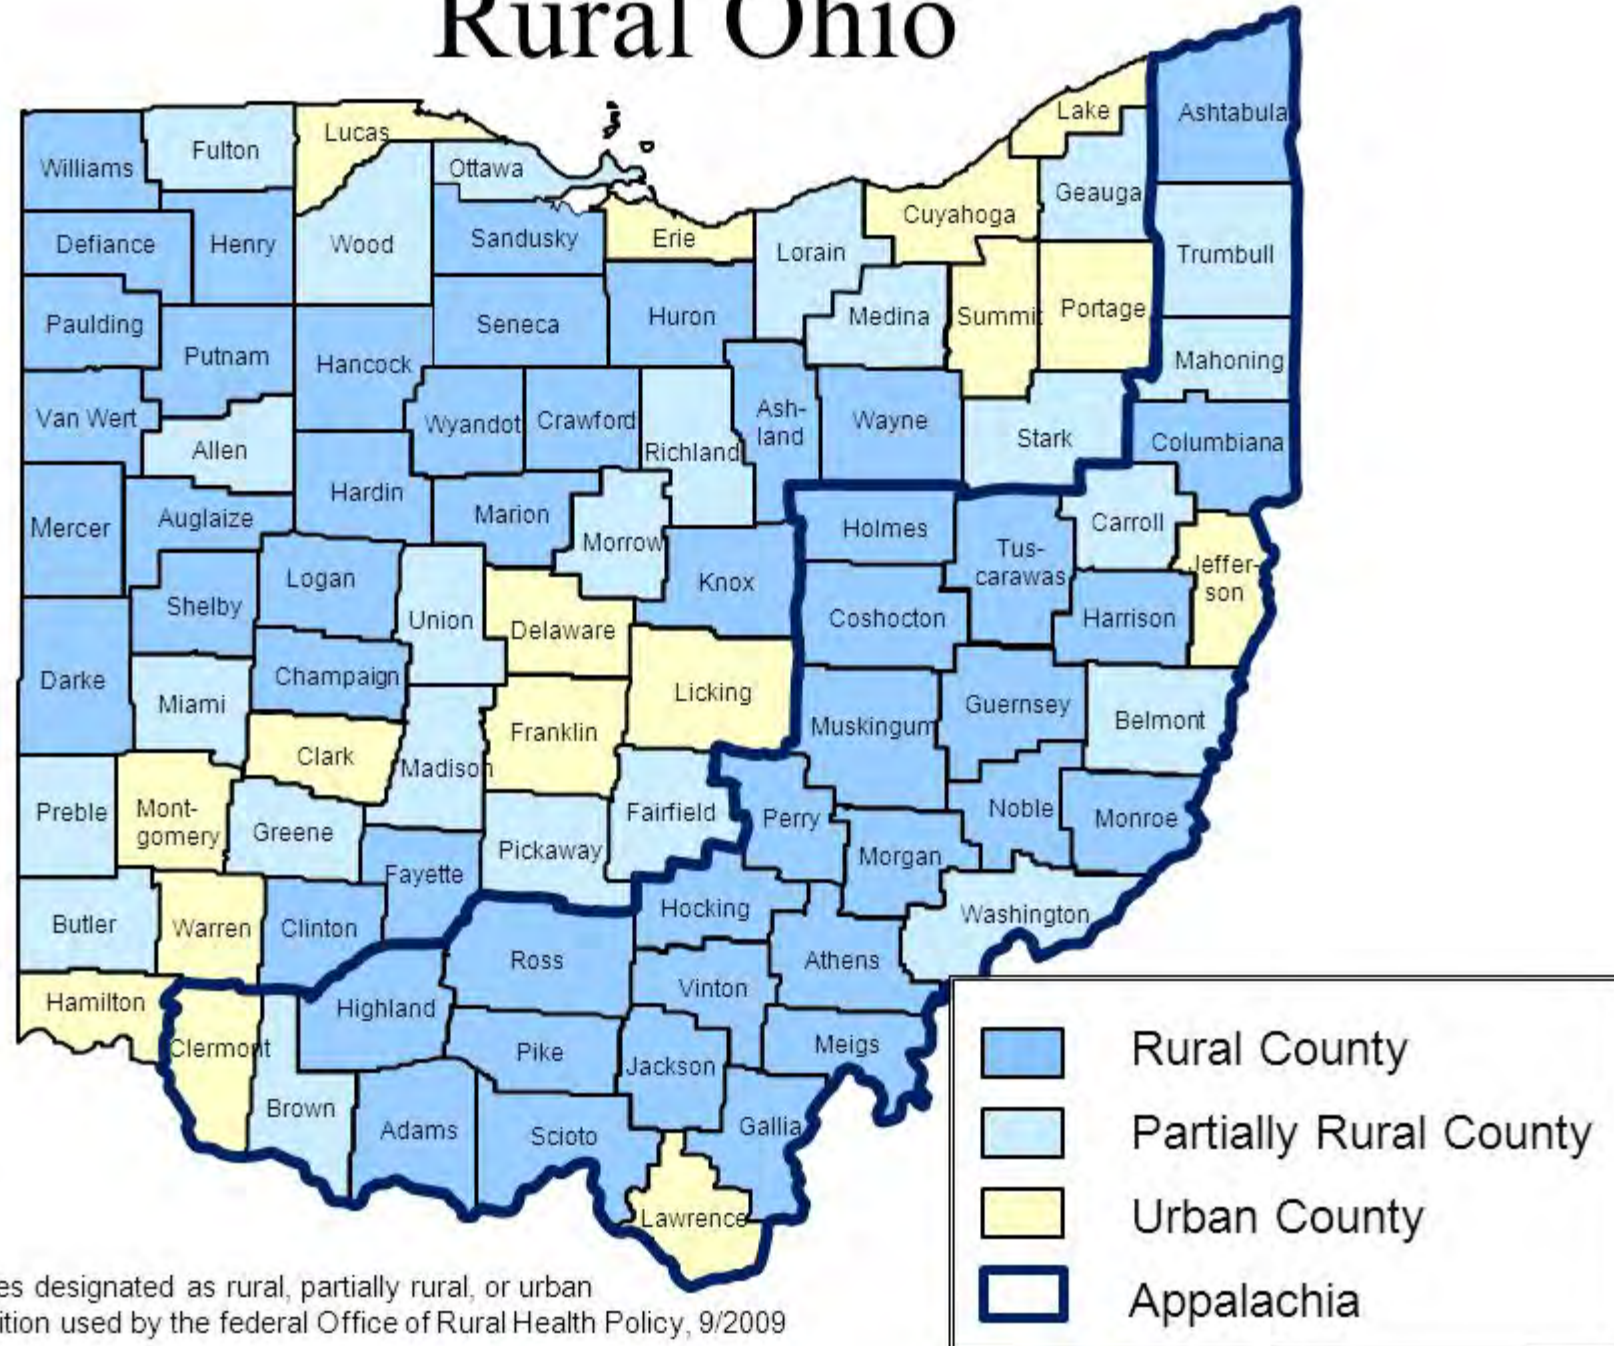 Rural Ohio
Ashtabula
Lake
Williams
Fulton
Lucas
Ottawa
Geauga
Cuyahoga
Defiance
Henry
Wood
Sandusky
Erie
Lorain
Trumbull
Paulding
Putnam
Hancock
Seneca
Huron
Medina
Summi
Portage
Mahoning
Van Wert
Allen
Wyandot
Crawford
Richland
Ash-
land
Wayne
Stark
Columbiana
Mercer
Auglaize
Hardin
Marion
Morrow
Holmes
Tus-
carawas
Carroll
Jeffer-
son
Shelby
Logan
Union
Delaware
Knox
Coshocton
Harrison
Darke
Miami
Champaign
Licking
Muskingum
Guernsey
Belmont
Clark
Madison
Franklin
Preble
Mont-
gomery
Greene
Pickaway
Fairfield
Perry
Morgan
Noble
Monroe
Butler
Warren
Clinton
Fayette
Hocking
Washington
Ross
Vinton
Athens
Hamilton
Clermont
Highland
Pike
Jackson
Meigs
Brown
Adams
Scioto
Gallia
Lawrence
Rural County
Partially Rural County
Urban County
Appalachia
es designated as rural, partially rural, or urban
ition used by the federal Office of Rural Health Policy, 9/2009